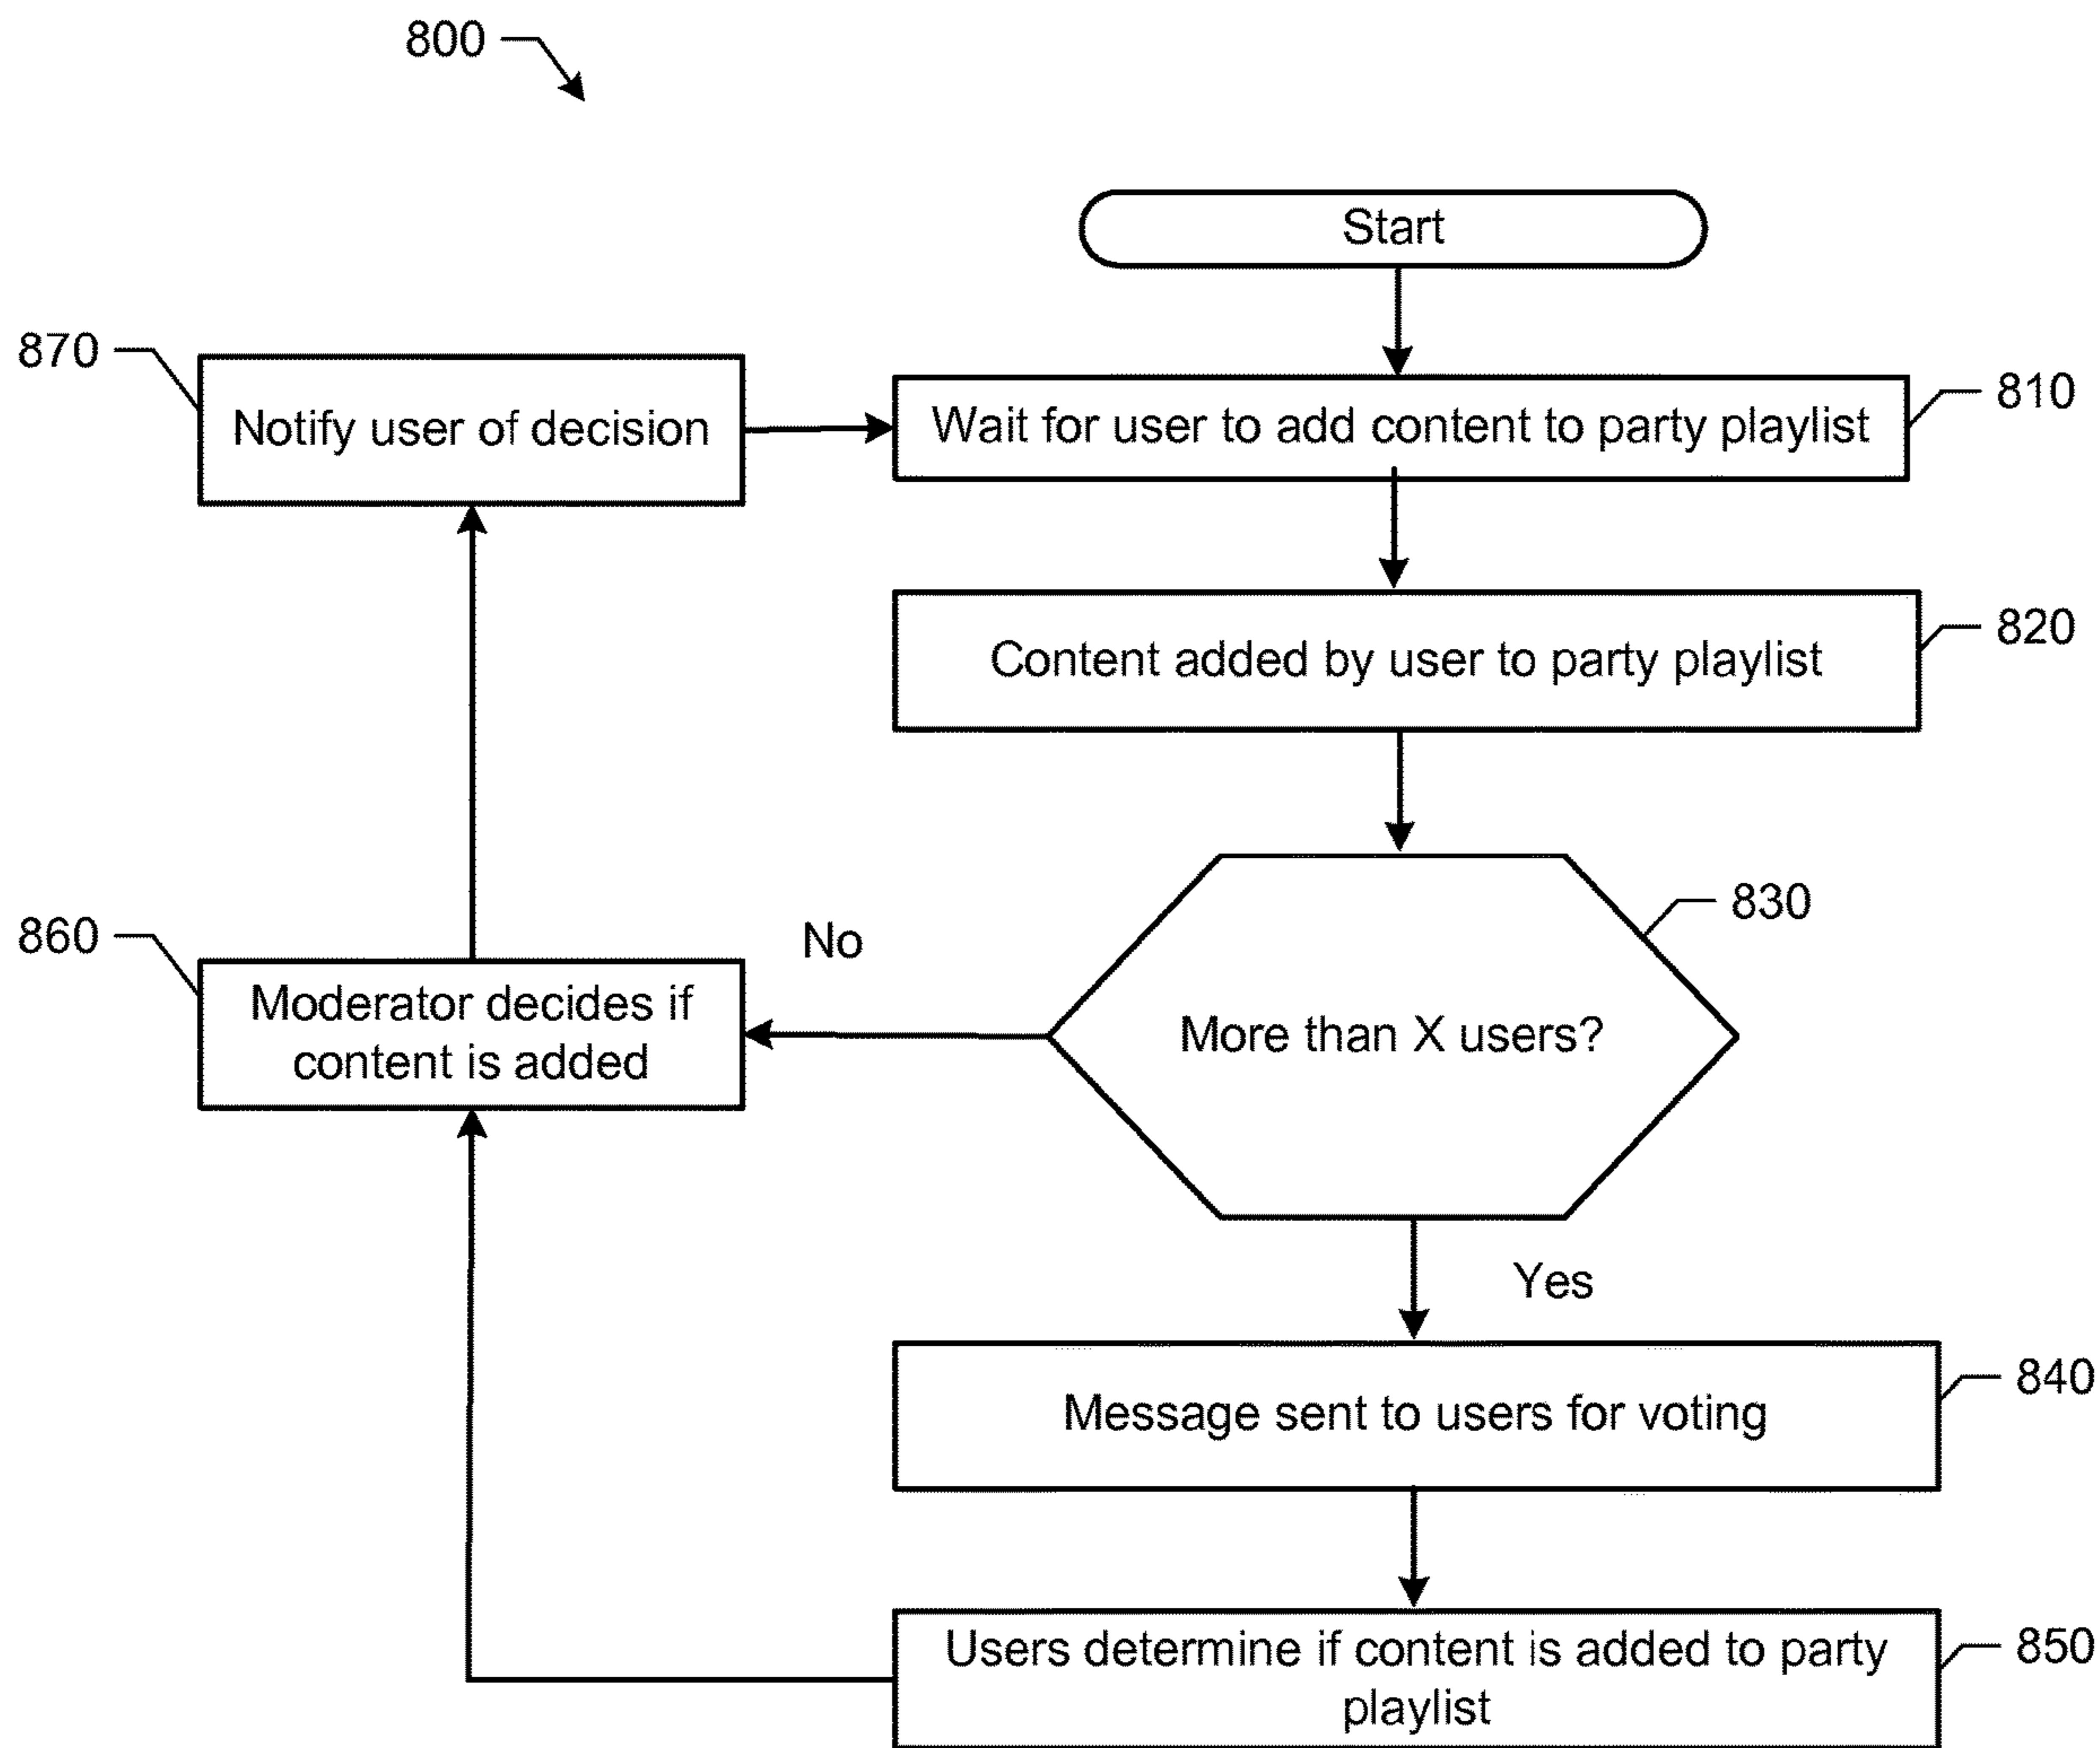 800
Start
870
Notify user of decision
Wait for user to add content to party playlist
810
Content added by user to party playlist
820
830
860
No
Moderator decides if
content is added
More than X users?
Yes
Message sent to users for voting
840
Users determine if content is added to party
playlist
850